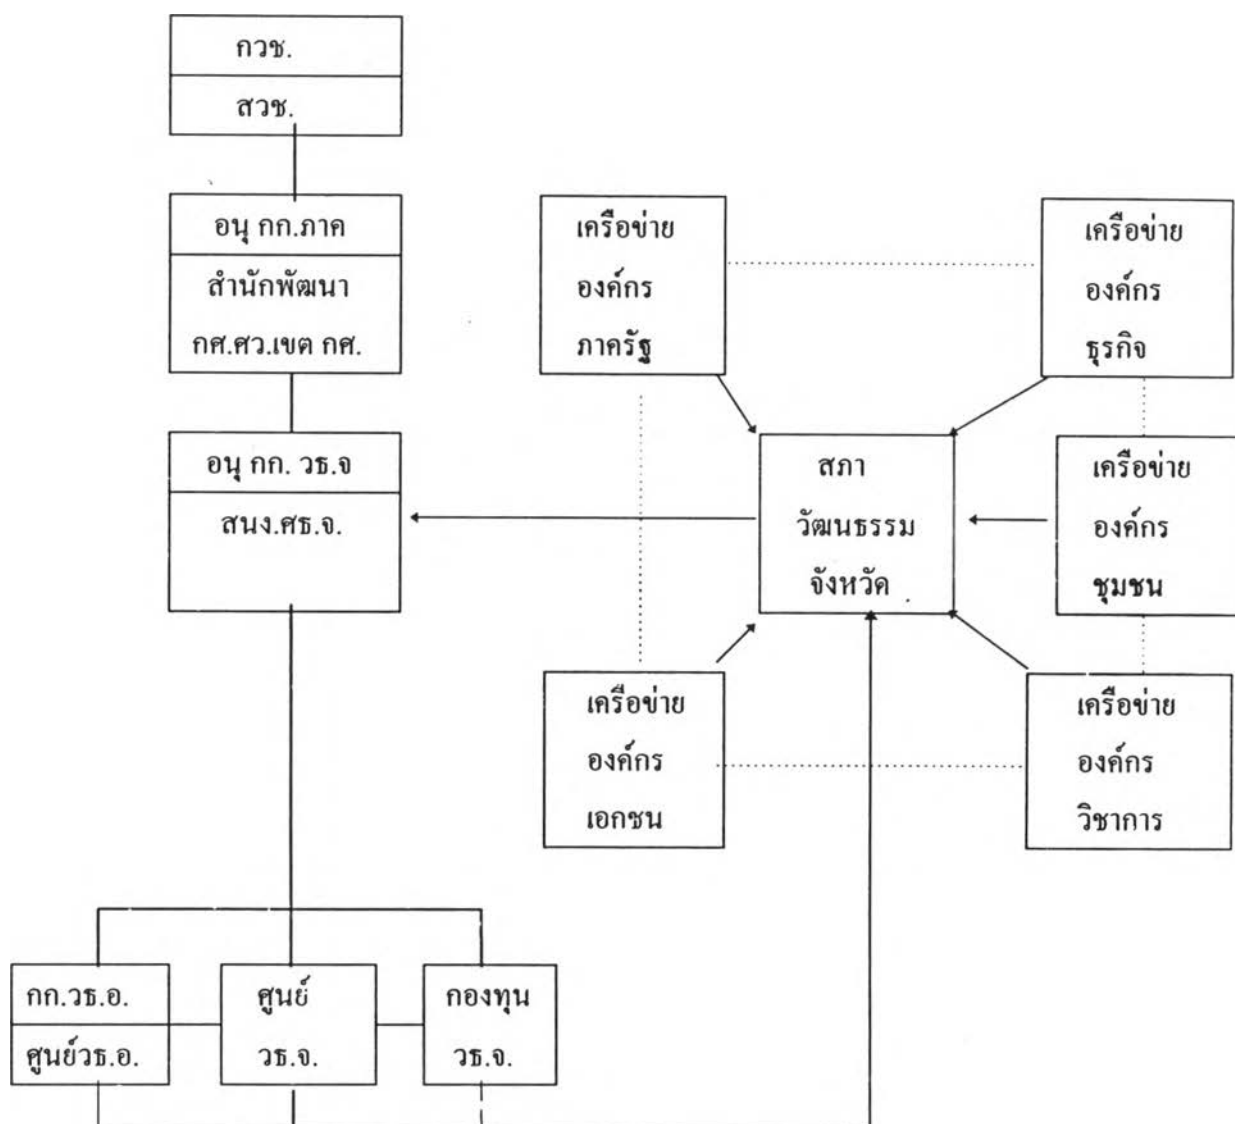 กวช.
สวช.
อนุ กก.ภาค
สำนักพัฒนา
กศ.ศว.เขต กศ.
อนุ กก. วธ.จ
สนง.ศธ.จ.
เครือข่าย
องค์กร
ภาครัฐ
เครือข่าย
องค์กร
ธุรกิจ
สภา
วัฒนธรรม
จังหวัด
เครือข่าย
องค์กร
ชุมชน
เครือข่าย
องค์กร
เอกชน
เครือข่าย
องค์กร
วิชาการ
กก.วธ.อ.
ศูนย์วธ.อ.
ศูนย์
วธ.จ.
กองทุน
วธ.จ.